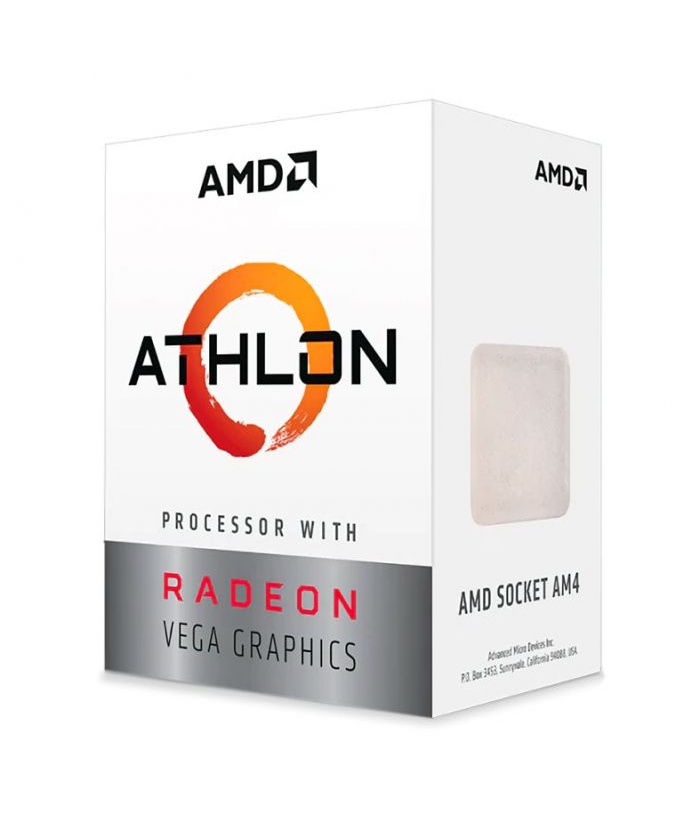 AMD
ATHLON
PROCESSOR WITH
RADEON
VEGA GRAPHICS
AMD
AMD SOCKET AM4
Advanced Micro Devices Inc.
P.O. Box 3453, Sunnyvale, California 94088, USA.